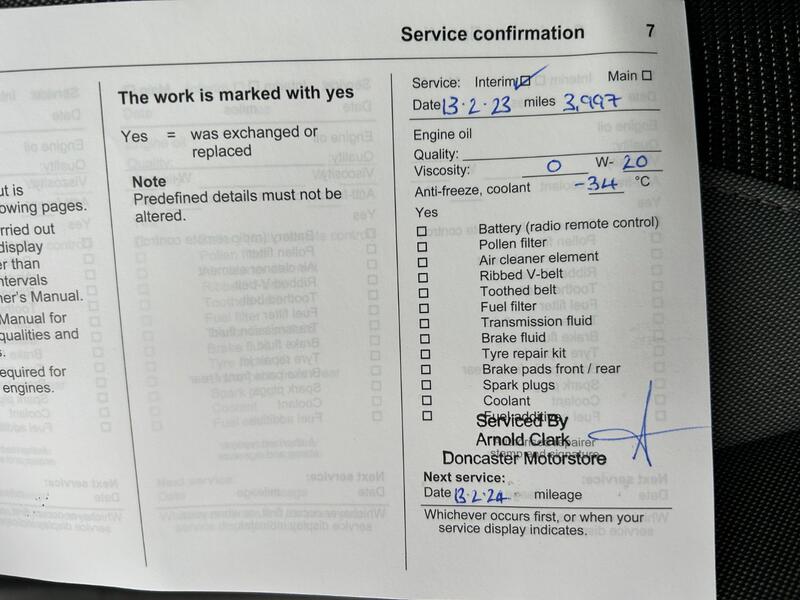 Service confirmation 7
ut is
owing pages.
rried out
display
er than
ntervals
ner's Manual.
Manual for
qualities and
s.
equired for
engines.
The work is marked with yes
Yes = was exchanged or
replaced
Note
Predefined details must not be
altered.
Service: Interim ☑ Main ☐
Date 13·2·23 miles 3,997
Engine oil
Quality:
Viscosity: 0 W- 20
Anti-freeze, coolant -34 °C
Yes
☐ Battery (radio remote control)
☐ Pollen filter
☐ Air cleaner element
☐ Ribbed V-belt
☐ Toothed belt
☐ Fuel filter
☐ Transmission fluid
☐ Brake fluid
☐ Tyre repair kit
☐ Brake pads front / rear
☐ Spark plugs
☐ Coolant
☐ Fuel additive
Serviced By
Arnold Clark
Doncaster Motorstore
Next service:
Date 13·2·24 mileage
Whichever occurs first, or when your
service display indicates.